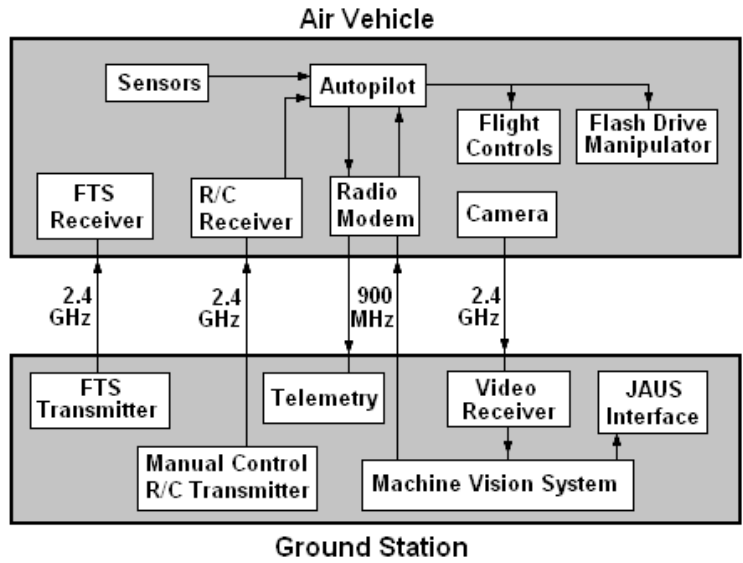 Air Vehicle
Sensors
Autopilot
Flight
Controls
Flash Drive
Manipulator
FTS
Receiver
R/C
Receiver
Radio
Modem
Camera
2.4
GHz
2.4
GHz
900
MHz
2.4
GHz
FTS
Transmitter
Telemetry
Video
Receiver
JAUS
Interface
Manual Control
R/C Transmitter
Machine Vision System
Ground Station